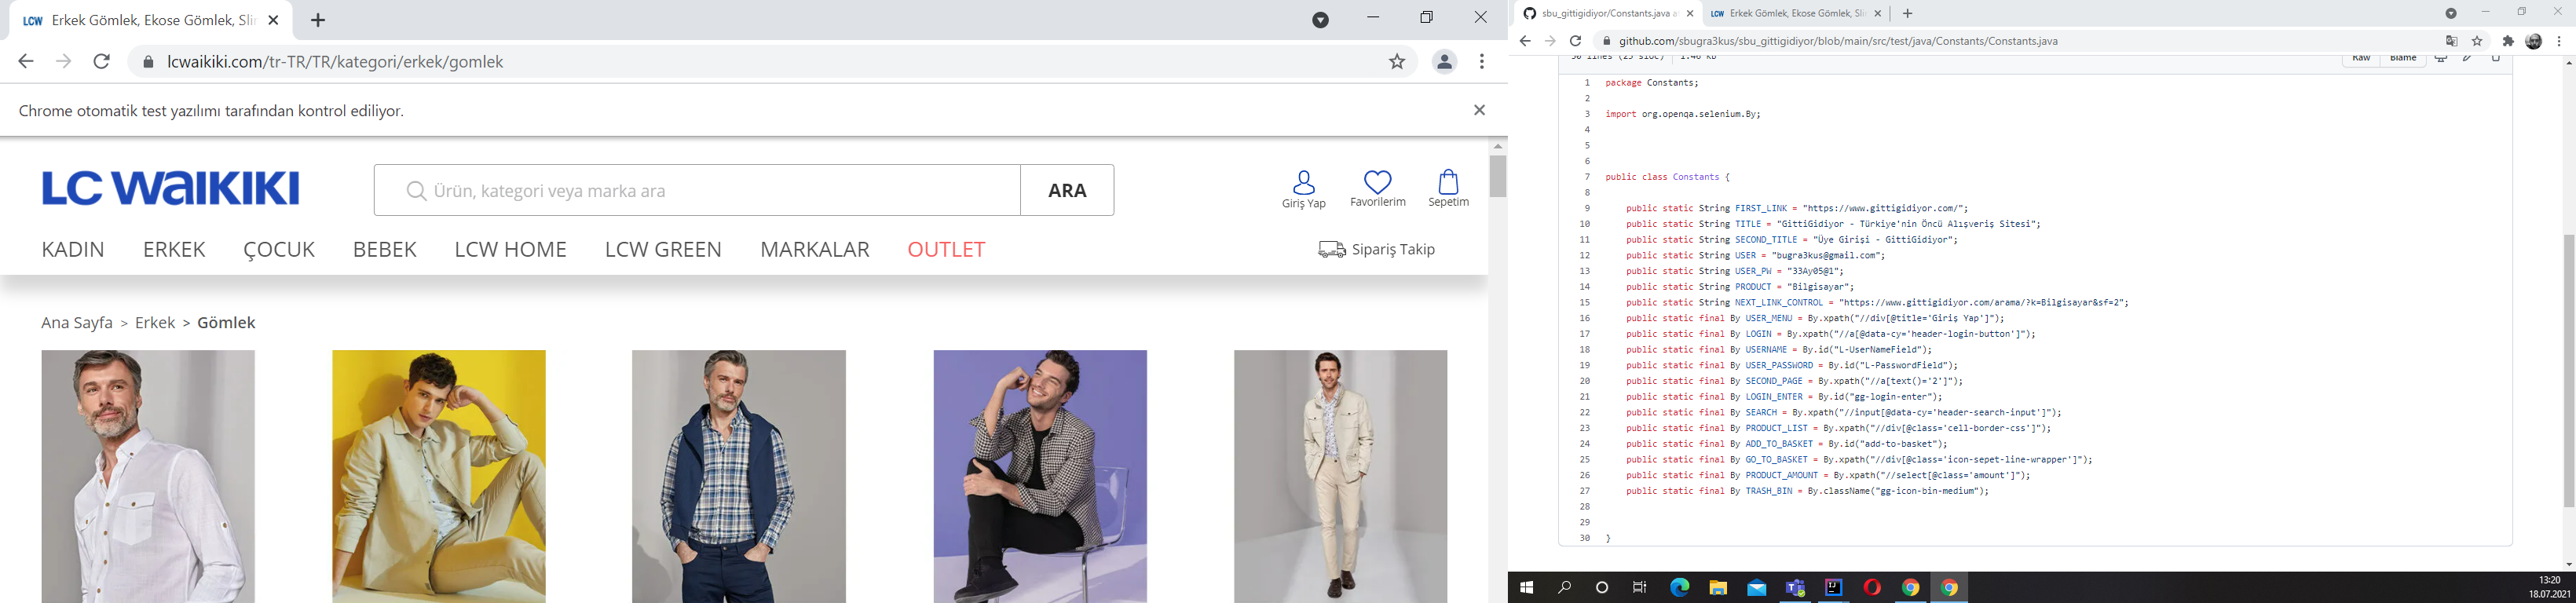 LCW Erkek Gömlek, Ekose Gömlek, Slim
lcwaikiki.com/tr-TR/TR/kategori/erkek/gomlek
Chrome otomatik test yazılımı tarafından kontrol ediliyor.
LC WAIKIKI
Ürün, kategori veya marka ara
ARA
Giriş Yap
Favorilerim
Sepetim
KADIN ERKEK ÇOCUK BEBEK LCW HOME LCW GREEN MARKALAR OUTLET
Sipariş Takip
Ana Sayfa > Erkek > Gömlek
sbu_gittigidiyor/Constants.java a
LCW Erkek Gömlek, Ekose Gömlek, Sli
github.com/sbugra3kus/sbu_gittigidiyor/blob/main/src/test/java/Constants/Constants.java
30 lines (25 sloc) 1.46 KB
Raw Blame
1 package Constants;
2
3 import org.openqa.selenium.By;
4
5
6
7 public class Constants {
8
9 public static String FIRST_LINK = "https://www.gittigidiyor.com/";
10 public static String TITLE = "GittiGidiyor - Türkiye'nin Öncü Alışveriş Sitesi";
11 public static String SECOND_TITLE = "Üye Girişi - GittiGidiyor";
12 public static String USER = "bugra3kus@gmail.com";
13 public static String USER_PW = "33Ay05@1";
14 public static String PRODUCT = "Bilgisayar";
15 public static String NEXT_LINK_CONTROL = "https://www.gittigidiyor.com/arama/?k=Bilgisayar&sf=2";
16 public static final By USER_MENU = By.xpath("//div[@title='Giriş Yap']");
17 public static final By LOGIN = By.xpath("//a[@data-cy='header-login-button']");
18 public static final By USERNAME = By.id("L-UserNameField");
19 public static final By USER_PASSWORD = By.id("L-PasswordField");
20 public static final By SECOND_PAGE = By.xpath("//a[text()='2']");
21 public static final By LOGIN_ENTER = By.id("gg-login-enter");
22 public static final By SEARCH = By.xpath("//input[@data-cy='header-search-input']");
23 public static final By PRODUCT_LIST = By.xpath("//div[@class='cell-border-css']");
24 public static final By ADD_TO_BASKET = By.id("add-to-basket");
25 public static final By GO_TO_BASKET = By.xpath("//div[@class='icon-sepet-line-wrapper']");
26 public static final By PRODUCT_AMOUNT = By.xpath("//select[@class='amount']");
27 public static final By TRASH_BIN = By.className("gg-icon-bin-medium");
28
29
30 }
13:20
18.07.2021